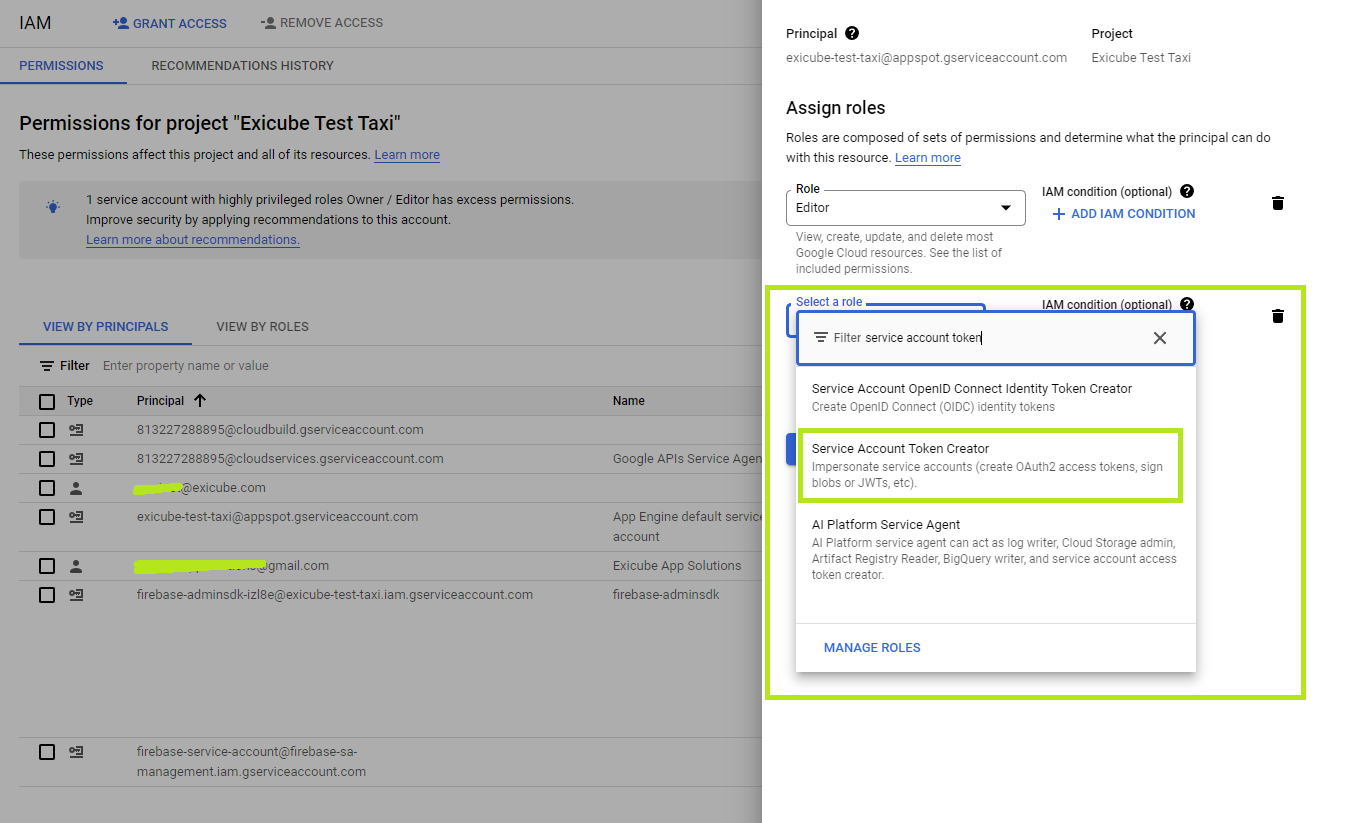 IAM
GRANT ACCESS
REMOVE ACCESS
PERMISSIONS
RECOMMENDATIONS HISTORY
Permissions for project "Exicube Test Taxi"
These permissions affect this project and all of its resources. Learn more
1 service account with highly privileged roles Owner / Editor has excess permissions.
Improve security by applying recommendations to this account.
Learn more about recommendations.
VIEW BY PRINCIPALS
VIEW BY ROLES
Filter Enter property name or value
Type Principal Name
813227288895@cloudbuild.gserviceaccount.com
813227288895@cloudservices.gserviceaccount.com Google APIs Service Agen
@exicube.com
exicube-test-taxi@appspot.gserviceaccount.com App Engine default servic
account
@gmail.com Exicube App Solutions
firebase-adminsdk-izl8e@exicube-test-taxi.iam.gserviceaccount.com firebase-adminsdk
firebase-service-account@firebase-sa-
management.iam.gserviceaccount.com
Principal Project
exicube-test-taxi@appspot.gserviceaccount.com Exicube Test Taxi
Assign roles
Roles are composed of sets of permissions and determine what the principal can do
with this resource. Learn more
Role
Editor
IAM condition (optional)
ADD IAM CONDITION
View, create, update, and delete most
Google Cloud resources. See the list of
included permissions.
Select a role
IAM condition (optional)
Filter service account token
Service Account OpenID Connect Identity Token Creator
Create OpenID Connect (OIDC) identity tokens
Service Account Token Creator
Impersonate service accounts (create OAuth2 access tokens, sign
blobs or JWTs, etc).
AI Platform Service Agent
AI Platform service agent can act as log writer, Cloud Storage admin,
Artifact Registry Reader, BigQuery writer, and service account access
token creator.
MANAGE ROLES